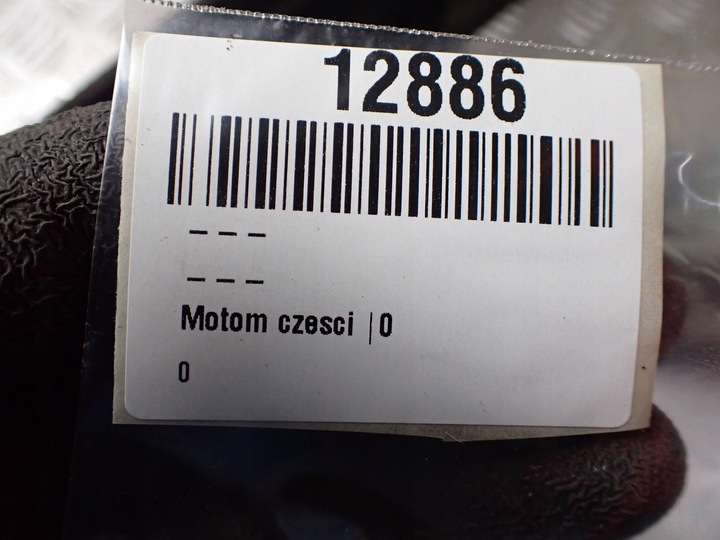 12886
---
---
Motom czesci |0
0